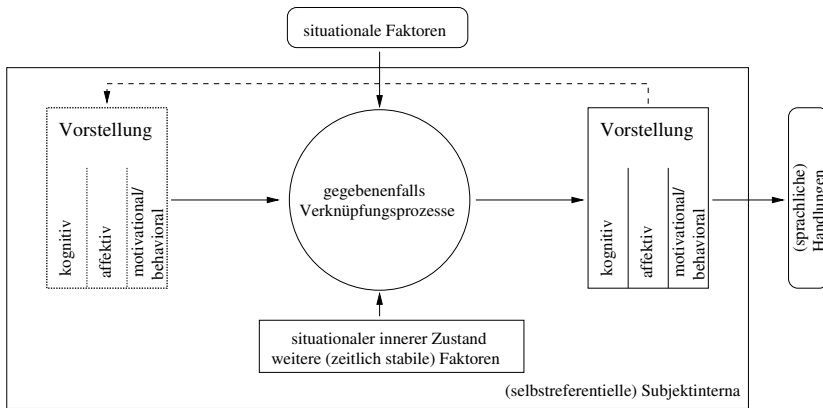 situationale Faktoren
Vorstellung
kognitiv
affektiv
motivational/
behavioral
gegebenenfalls
Verknüpfungsprozesse
Vorstellung
kognitiv
affektiv
motivational/
behavioral
(sprachliche)
Handlungen
situationaler innerer Zustand
weitere (zeitlich stabile) Faktoren
(selbstreferentielle) Subjektinterna